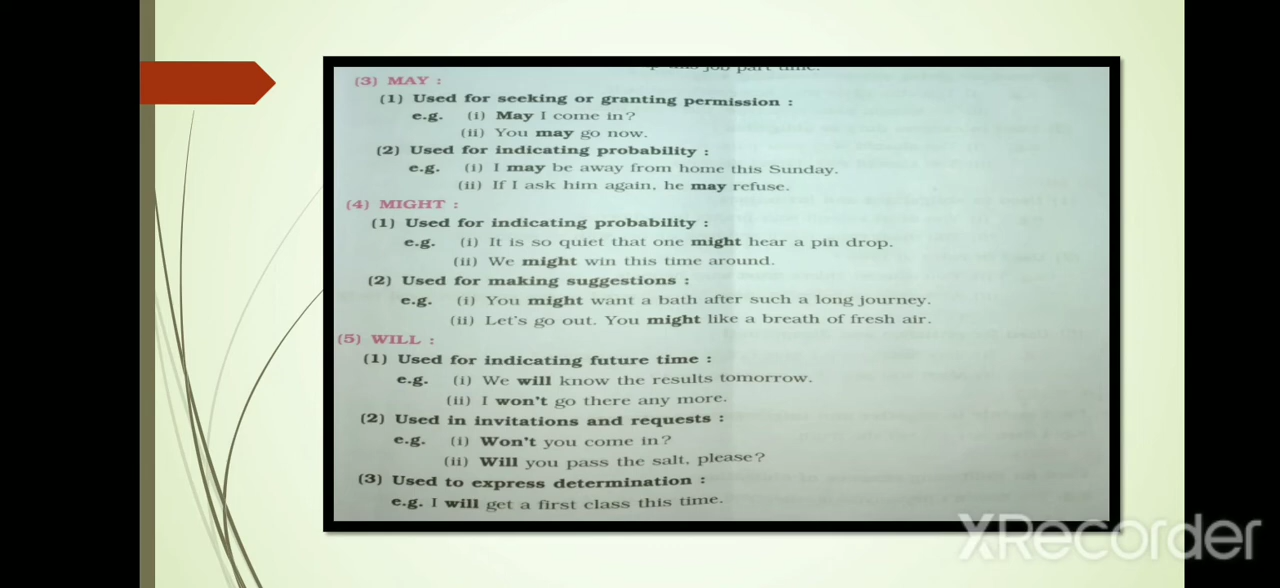 this job part time.
(3) MAY :
(1) Used for seeking or granting permission :
e.g. (i) May I come in?
(ii) You may go now.
(2) Used for indicating probability :
e.g. (i) I may be away from home this Sunday.
(ii) If I ask him again, he may refuse.
(4) MIGHT :
(1) Used for indicating probability :
e.g. (i) It is so quiet that one might hear a pin drop.
(ii) We might win this time around.
(2) Used for making suggestions :
e.g. (i) You might want a bath after such a long journey.
(ii) Let's go out. You might like a breath of fresh air.
(5) WILL :
(1) Used for indicating future time :
e.g. (i) We will know the results tomorrow.
(ii) I won't go there any more.
(2) Used in invitations and requests :
e.g. (i) Won't you come in?
(ii) Will you pass the salt, please?
(3) Used to express determination :
e.g. I will get a first class this time.
XRecorder